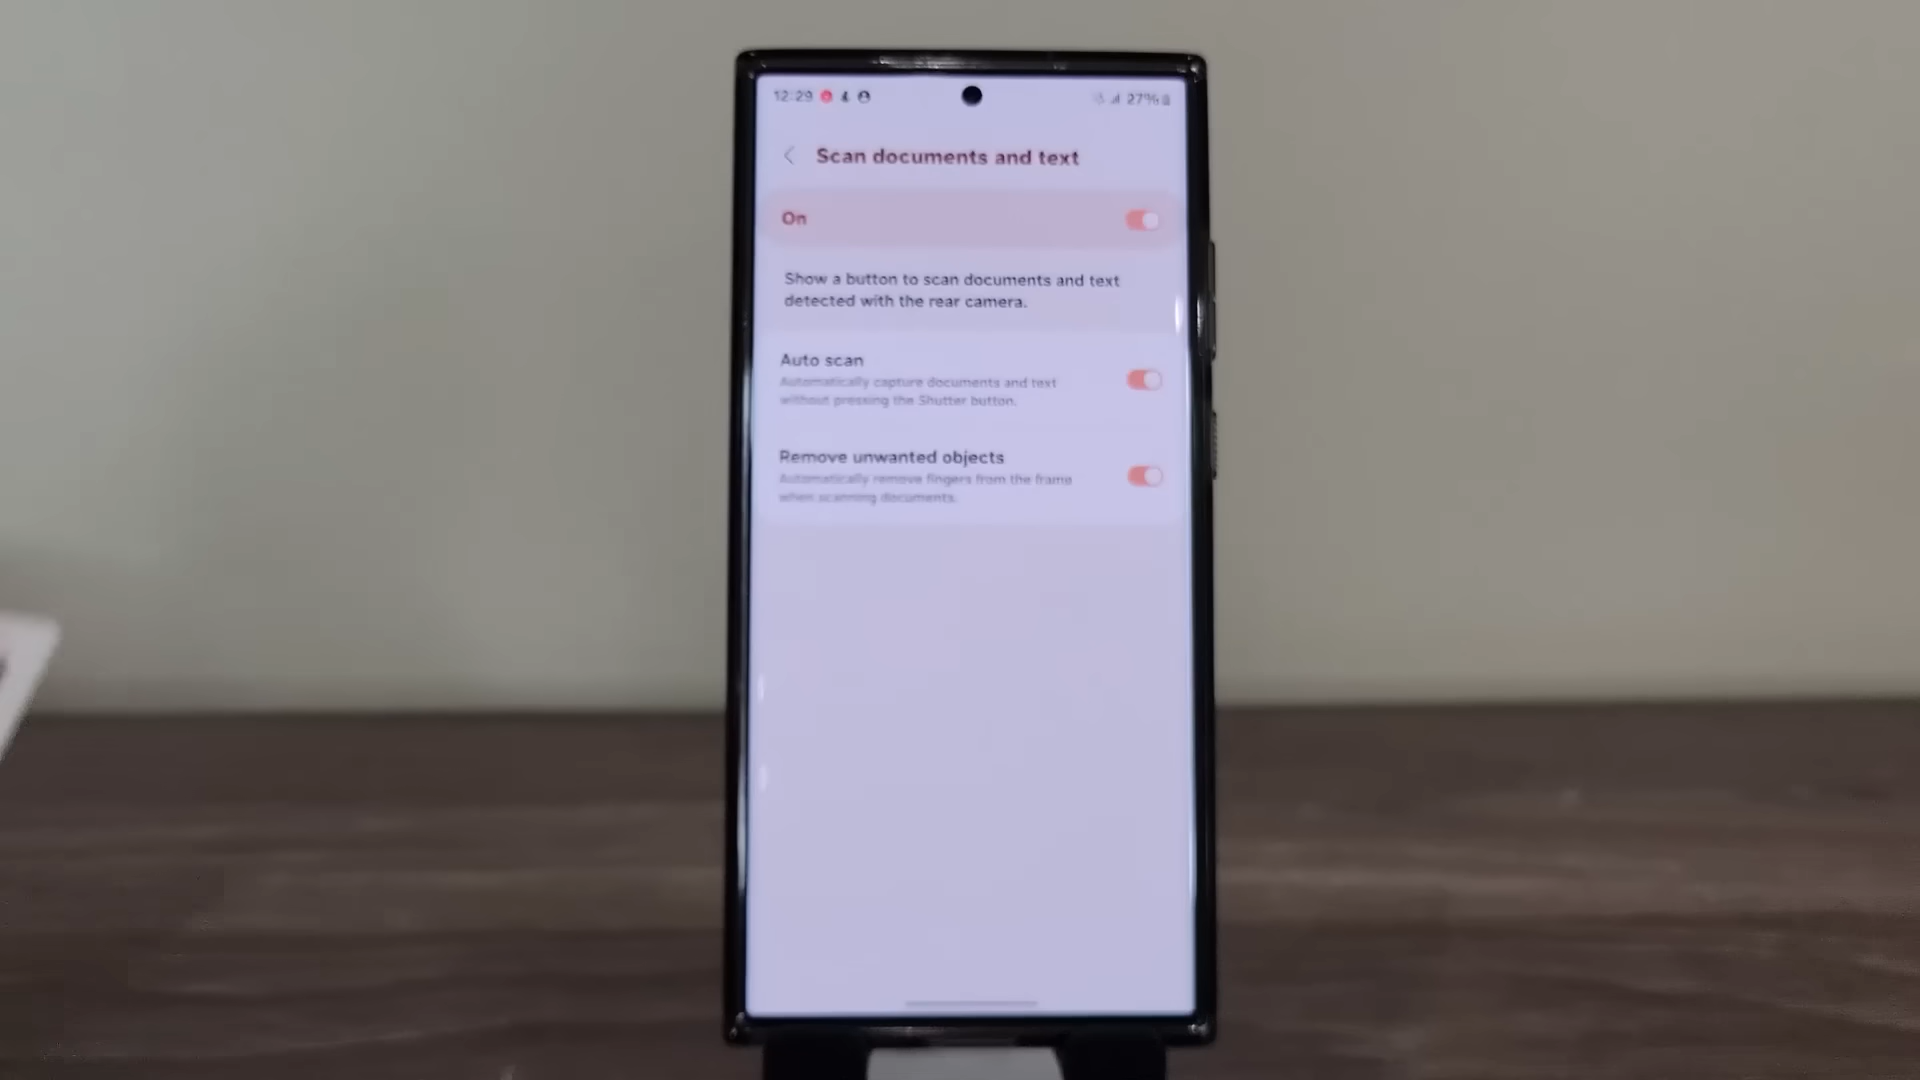 12:29
27%
Scan documents and text
On
Show a button to scan documents and text
detected with the rear camera.
Auto scan
Automatically capture documents and text
without pressing the Shutter button.
Remove unwanted objects
Automatically remove fingers from the frame
when scanning documents.